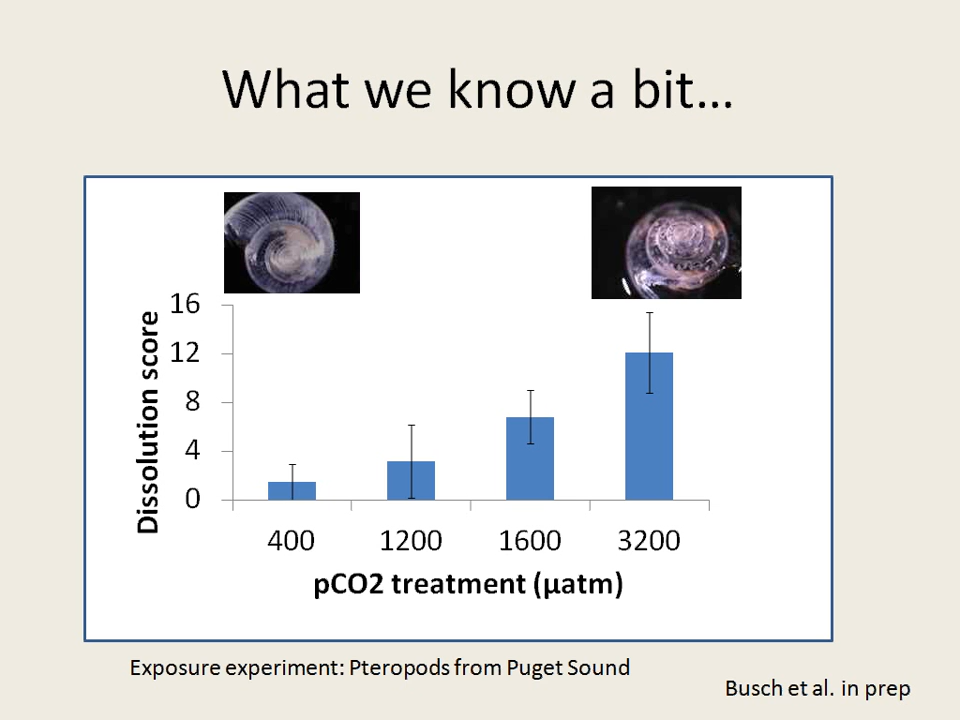 What we know a bit…
16
12
8
4
0
Dissolution score
400 1200 1600 3200
pCO2 treatment (µatm)
Exposure experiment: Pteropods from Puget Sound
Busch et al. in prep